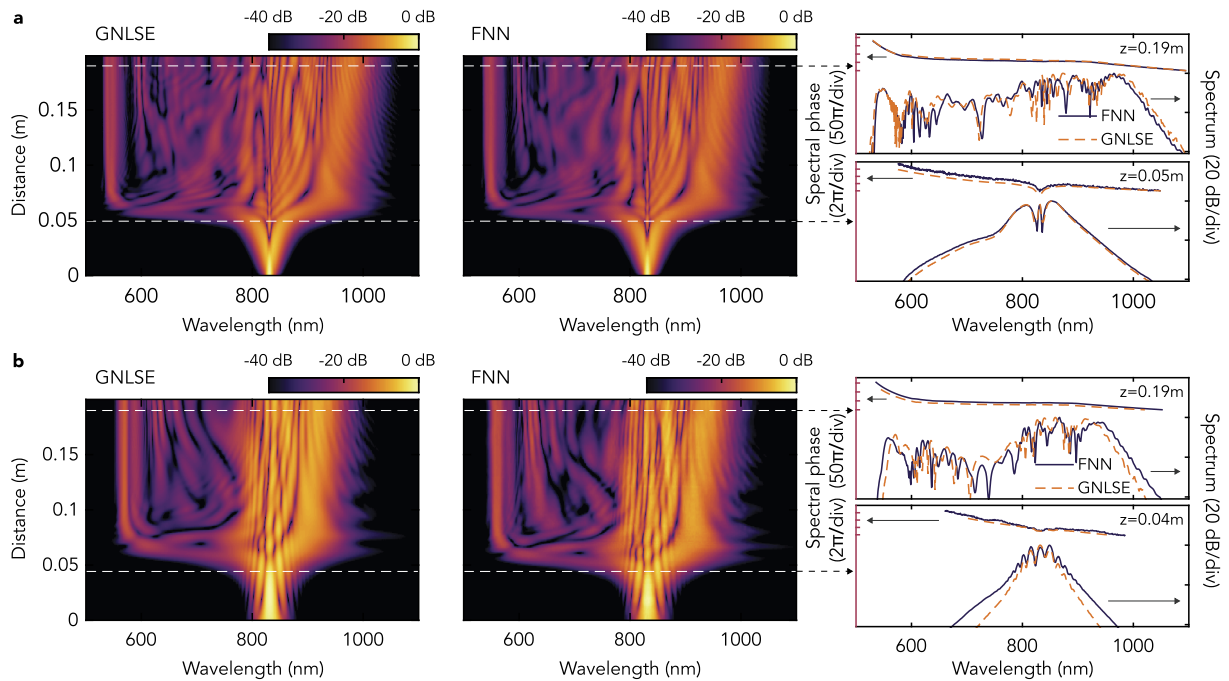 a
GNLSE
-40 dB -20 dB 0 dB
Distance (m)
0.15
0.1
0.05
0
600 800 1000
Wavelength (nm)
FNN
-40 dB -20 dB 0 dB
600 800 1000
Wavelength (nm)
Spectral phase
(2π/div) (50π/div)
z=0.19m
FNN
GNLSE
z=0.05m
Spectrum (20 dB/div)
600 800 1000
Wavelength (nm)
b
GNLSE
-40 dB -20 dB 0 dB
Distance (m)
0.15
0.1
0.05
0
600 800 1000
Wavelength (nm)
FNN
-40 dB -20 dB 0 dB
600 800 1000
Wavelength (nm)
Spectral phase
(2π/div) (50π/div)
z=0.19m
FNN
GNLSE
z=0.04m
Spectrum (20 dB/div)
600 800 1000
Wavelength (nm)